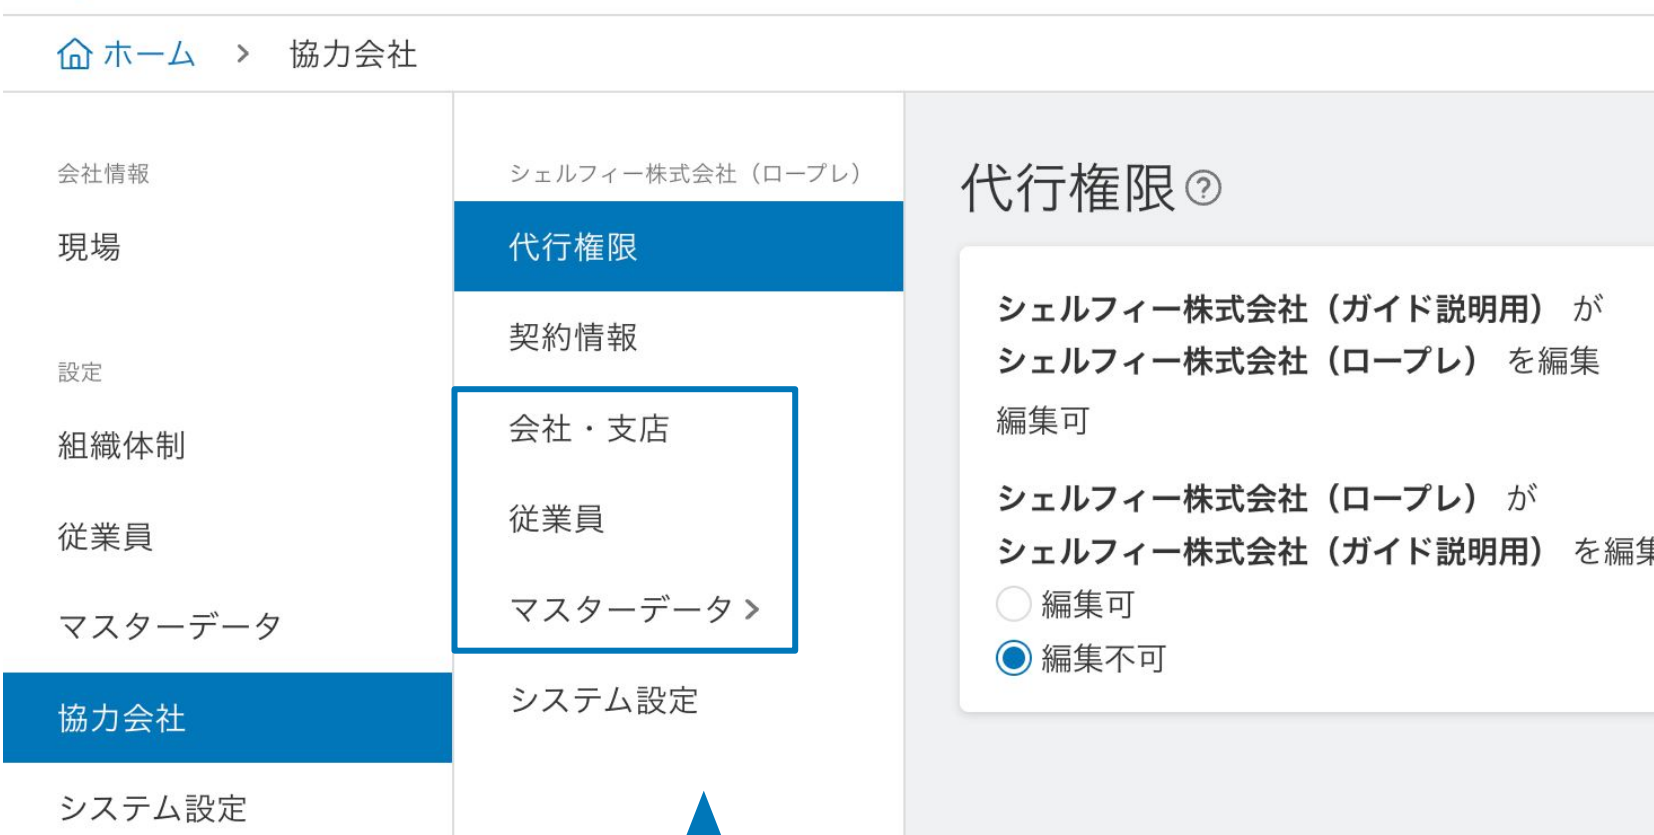 ホーム > 協力会社
会社情報
現場
設定
組織体制
従業員
マスターデータ
協力会社
システム設定
シェルフィー株式会社（ロープレ）
代行権限
契約情報
会社・支店
従業員
マスターデータ >
システム設定
代行権限?
シェルフィー株式会社（ガイド説明用） が
シェルフィー株式会社（ロープレ） を編集
編集可
シェルフィー株式会社（ロープレ） が
シェルフィー株式会社（ガイド説明用） を編集
編集可
編集不可